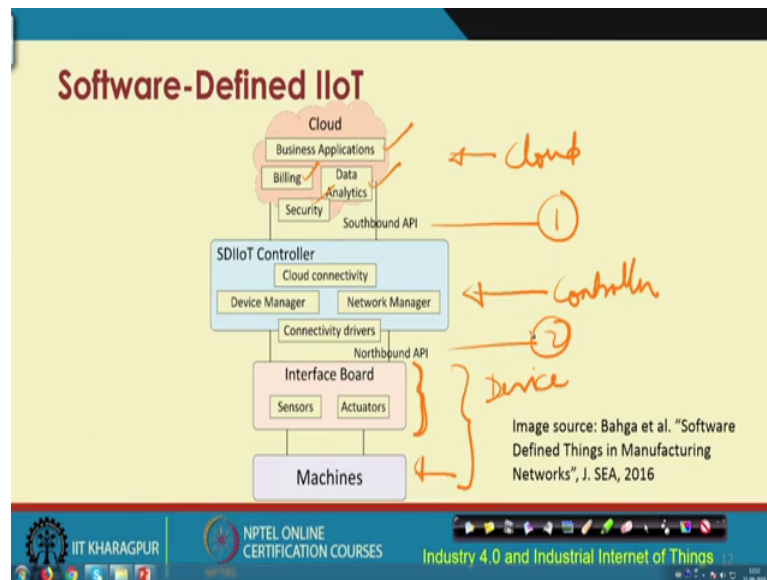 Software-Defined IIoT
Cloud
Business Applications
Billing
Data
Analytics
Security
Southbound API
SDIIoT Controller
Cloud connectivity
Device Manager
Network Manager
Connectivity drivers
Northbound API
Interface Board
Sensors
Actuators
Machines
Cloud
1
Controller
2
Device
Image source: Bahga et al. "Software
Defined Things in Manufacturing
Networks", J. SEA, 2016
IIT KHARAGPUR
NPTEL ONLINE
CERTIFICATION COURSES
Industry 4.0 and Industrial Internet of Things
12